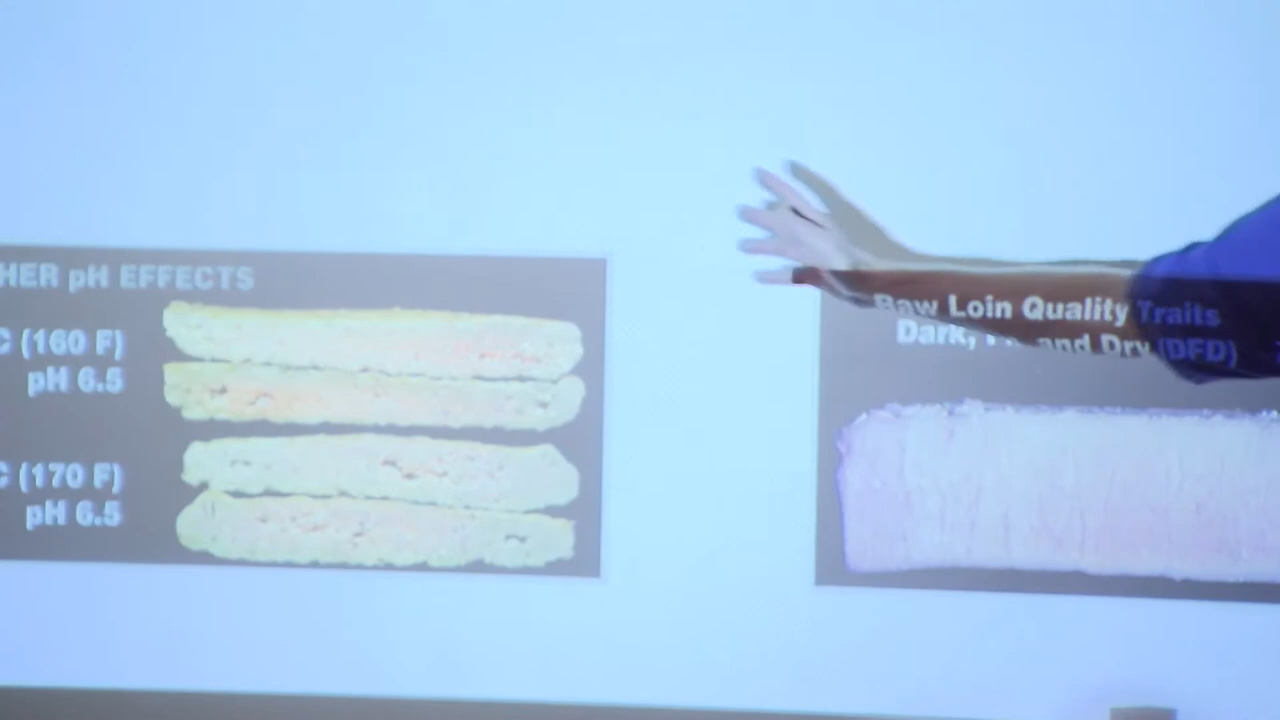 HER pH EFFECTS
C (160 F)
pH 6.5
C (170 F)
pH 6.5
Raw Loin Quality Traits
Dark, and Dry (DFD)